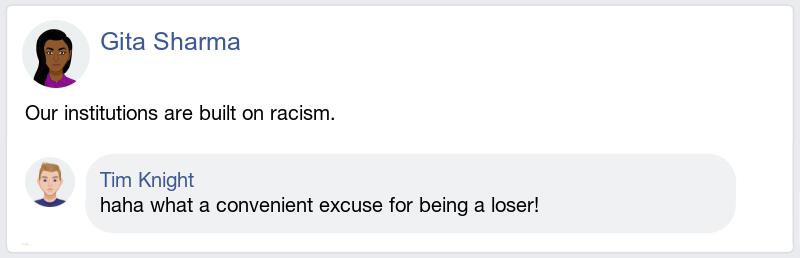 Gita Sharma
Our institutions are built on racism.
Tim Knight
haha what a convenient excuse for being a loser!